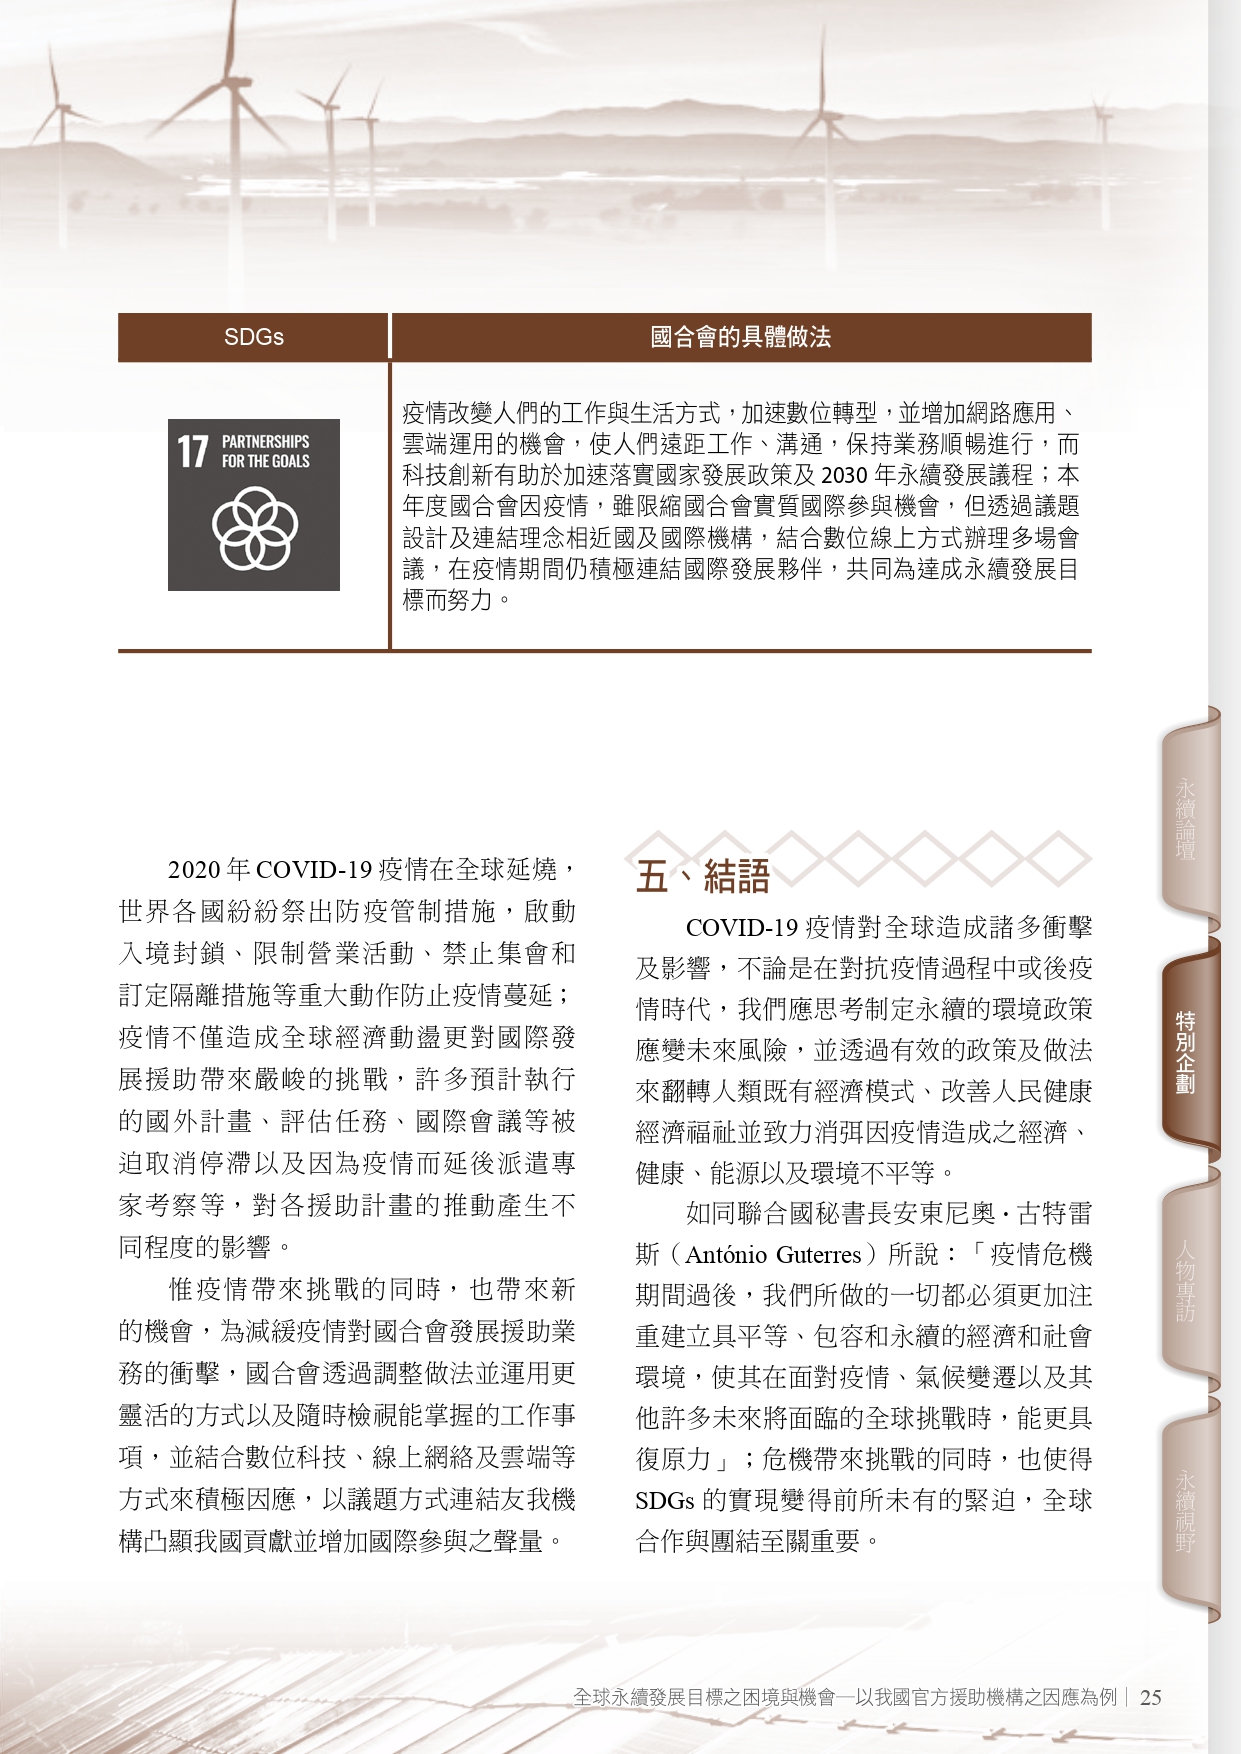 SDGs
國合會的具體做法
17 PARTNERSHIPS
FOR THE GOALS
疫情改變人們的工作與生活方式，加速數位轉型，並增加網路應用、
雲端運用的機會，使人們遠距工作、溝通，保持業務順暢進行，而
科技創新有助於加速落實國家發展政策及 2030 年永續發展議程；本
年度國合會因疫情，雖限縮國合會實質國際參與機會，但透過議題
設計及連結理念相近國及國際機構，結合數位線上方式辦理多場會
議，在疫情期間仍積極連結國際發展夥伴，共同為達成永續發展目
標而努力。
2020 年 COVID-19 疫情在全球延燒，
世界各國紛紛祭出防疫管制措施，啟動
入境封鎖、限制營業活動、禁止集會和
訂定隔離措施等重大動作防止疫情蔓延；
疫情不僅造成全球經濟動盪更對國際發
展援助帶來嚴峻的挑戰，許多預計執行
的國外計畫、評估任務、國際會議等被
迫取消停滯以及因為疫情而延後派遣專
家考察等，對各援助計畫的推動產生不
同程度的影響。
惟疫情帶來挑戰的同時，也帶來新
的機會，為減緩疫情對國合會發展援助業
務的衝擊，國合會透過調整做法並運用更
靈活的方式以及隨時檢視能掌握的工作事
項，並結合數位科技、線上網絡及雲端等
方式來積極因應，以議題方式連結友我機
構凸顯我國貢獻並增加國際參與之聲量。
五、結語
COVID-19 疫情對全球造成諸多衝擊
及影響，不論是在對抗疫情過程中或後疫
情時代，我們應思考制定永續的環境政策
應變未來風險，並透過有效的政策及做法
來翻轉人類既有經濟模式、改善人民健康
經濟福祉並致力消弭因疫情造成之經濟、
健康、能源以及環境不平等。
如同聯合國秘書長安東尼奧·古特雷
斯（António Guterres）所說：「疫情危機
期間過後，我們所做的一切都必須更加注
重建立具平等、包容和永續的經濟和社會
環境，使其在面對疫情、氣候變遷以及其
他許多未來將面臨的全球挑戰時，能更具
復原力」；危機帶來挑戰的同時，也使得
SDGs 的實現變得前所未有的緊迫，全球
合作與團結至關重要。
永續論壇
特別企劃
人物專訪
永續視野
全球永續發展目標之困境與機會─以我國官方援助機構之因應為例｜ 25